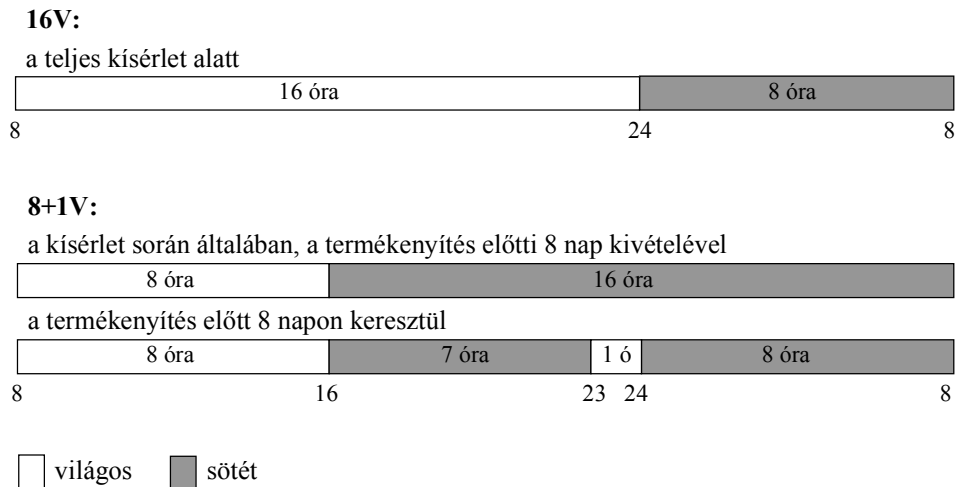 16V:
a teljes kísérlet alatt
16 óra 8 óra
8 24 8
8+1V:
a kísérlet során általában, a termékenyítés előtti 8 nap kivételével
8 óra 16 óra
a termékenyítés előtt 8 napon keresztül
8 óra 7 óra 1 ó 8 óra
8 16 23 24 8
világos sötét